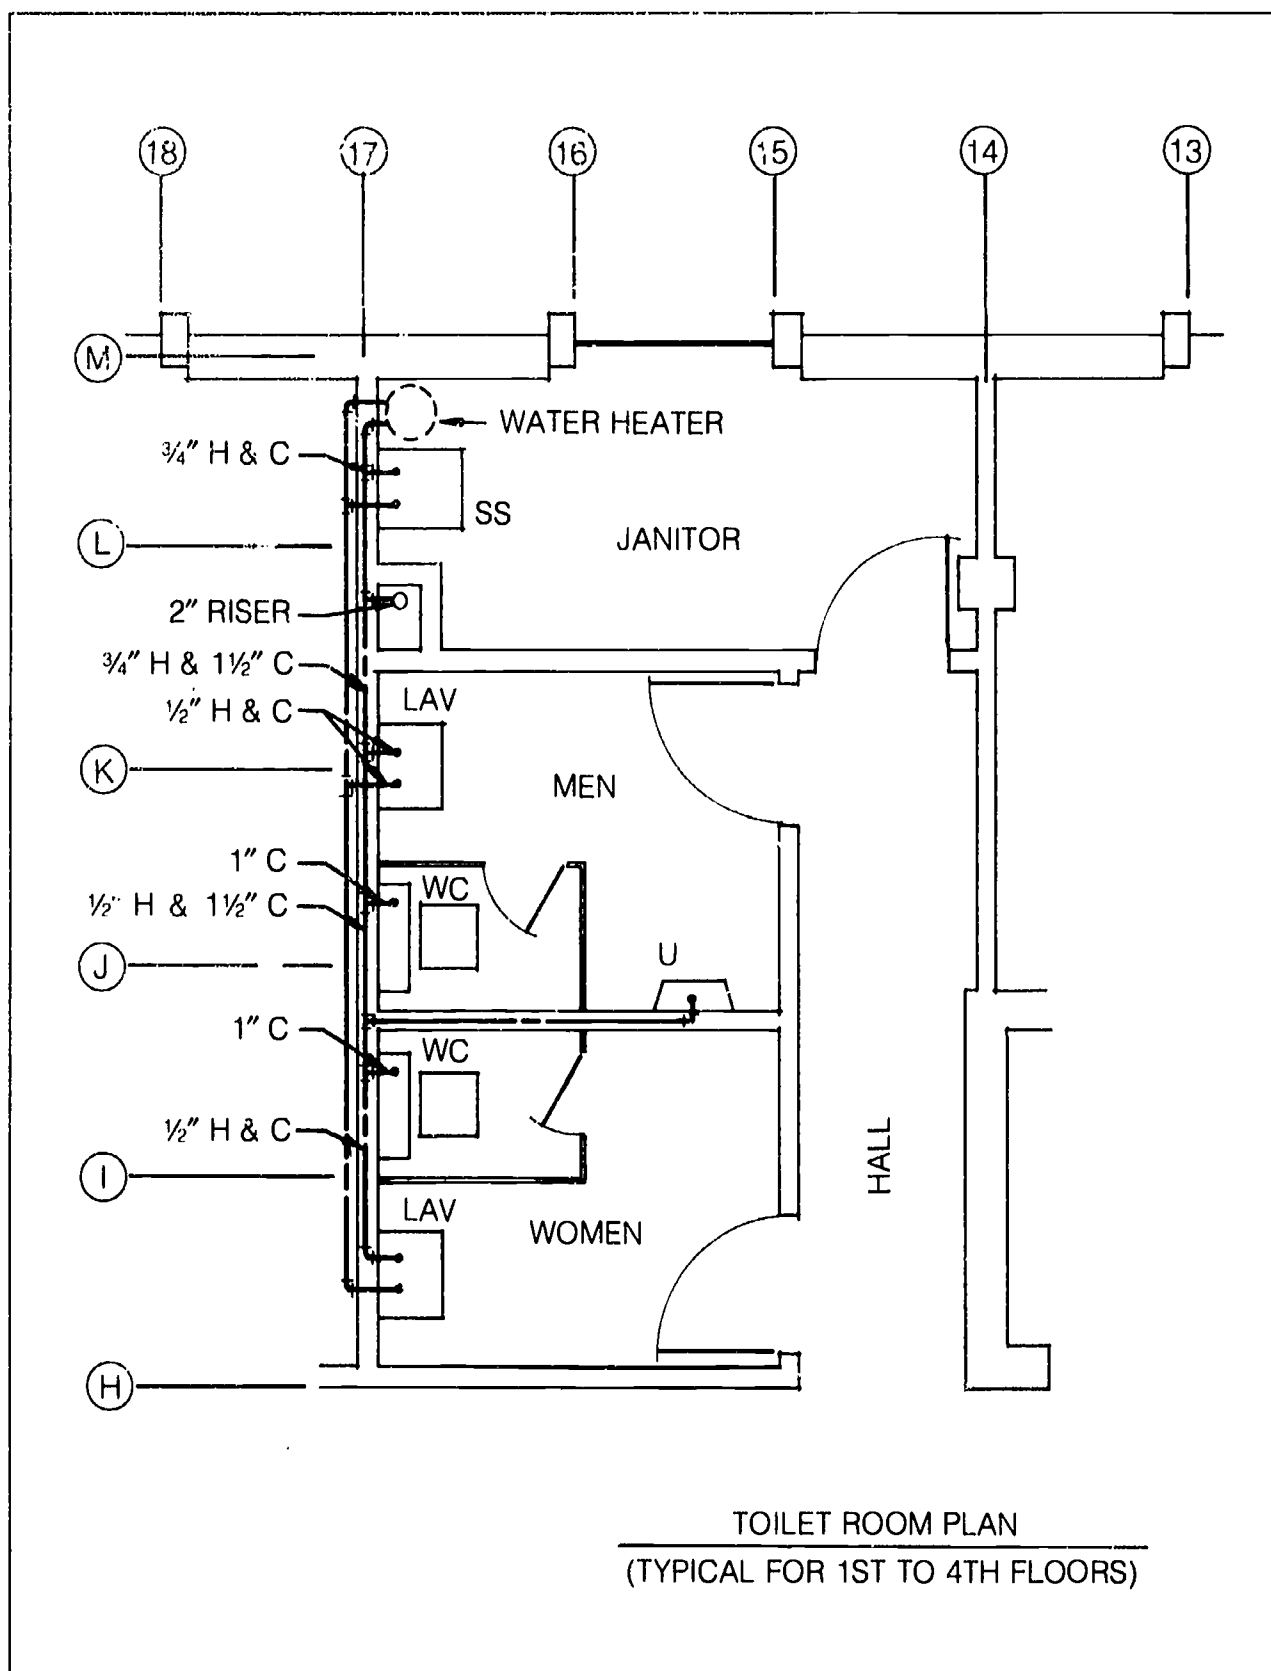 18 17 16 15 14 13
M
WATER HEATER
¾" H & C
SS
L
JANITOR
2" RISER
¾" H & 1½" C
LAV
½" H & C
K
MEN
1" C
WC
½" H & 1½" C
U
J
1" C
WC
½" H & C
HALL
I
LAV
WOMEN
H
TOILET ROOM PLAN
(TYPICAL FOR 1ST TO 4TH FLOORS)